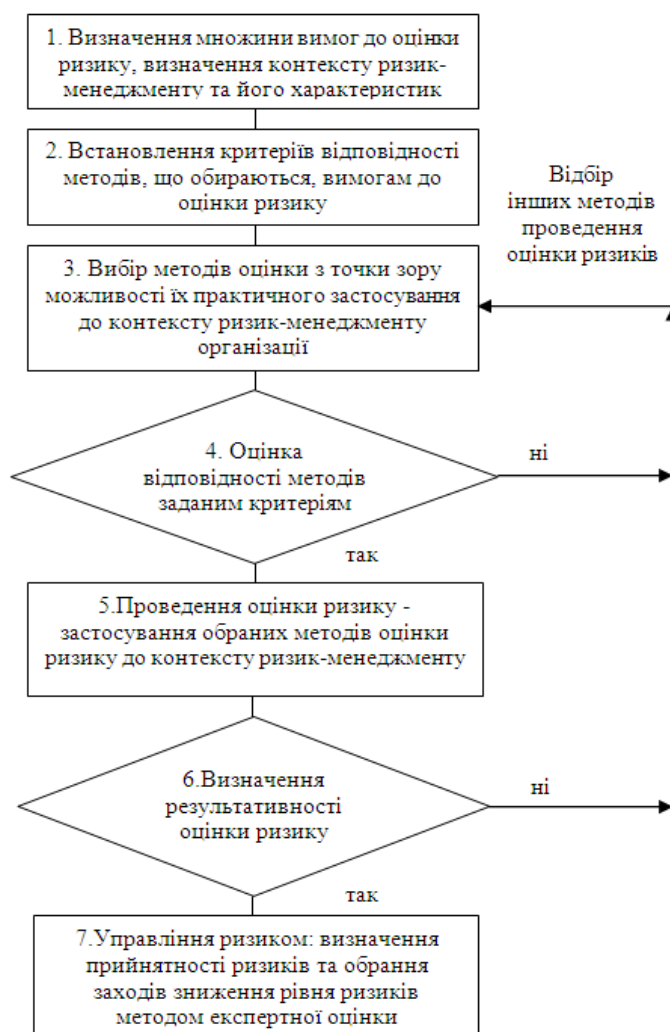 1. Визначення множини вимог до оцінки
ризику, визначення контексту ризик-
менеджменту та його характеристик
2. Встановлення критеріїв відповідності
методів, що обираються, вимогам до
оцінки ризику
Відбір
інших методів
проведення
оцінки ризиків
3. Вибір методів оцінки з точки зору
можливості їх практичного застосування
до контексту ризик-менеджменту
організації
4. Оцінка
відповідності методів
заданим критеріям
ні
так
5.Проведення оцінки ризику -
застосування обраних методів оцінки
ризику до контексту ризик-менеджменту
6.Визначення
результативності
оцінки ризику
ні
так
7.Управління ризиком: визначення
прийнятності ризиків та обрання
заходів зниження рівня ризиків
методом експертної оцінки